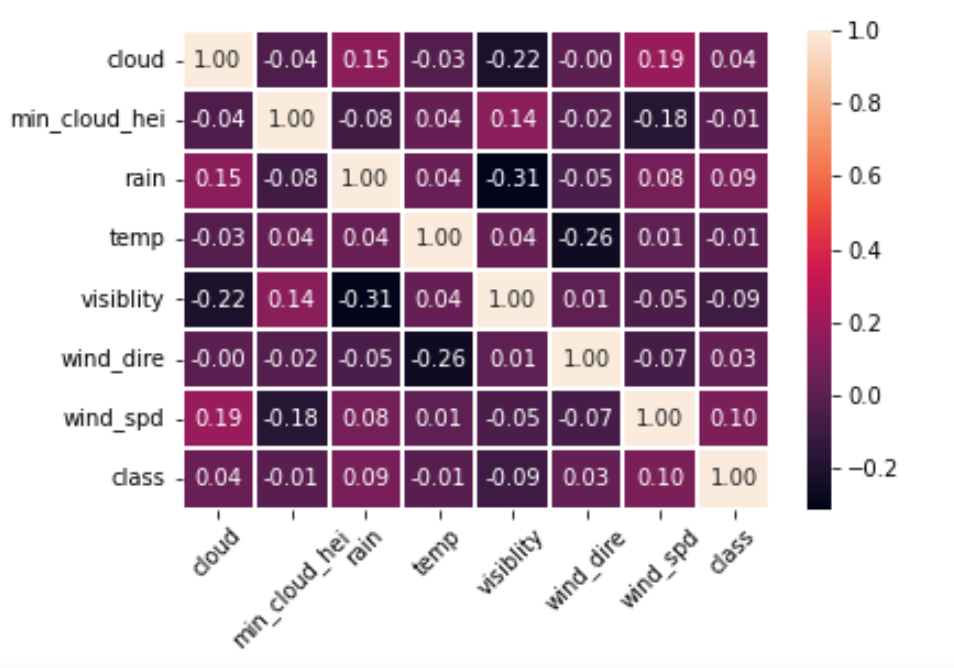 cloud 1.00 -0.04 0.15 -0.03 -0.22 -0.00 0.19 0.04
min_cloud_hei -0.04 1.00 -0.08 0.04 0.14 -0.02 -0.18 -0.01
rain 0.15 -0.08 1.00 0.04 -0.31 -0.05 0.08 0.09
temp -0.03 0.04 0.04 1.00 0.04 -0.26 0.01 -0.01
visiblity -0.22 0.14 -0.31 0.04 1.00 0.01 -0.05 -0.09
wind_dire -0.00 -0.02 -0.05 -0.26 0.01 1.00 -0.07 0.03
wind_spd 0.19 -0.18 0.08 0.01 -0.05 -0.07 1.00 0.10
class 0.04 -0.01 0.09 -0.01 -0.09 0.03 0.10 1.00
cloud min_cloud_hei rain temp visiblity wind_dire wind_spd class
1.0
0.8
0.6
0.4
0.2
0.0
−0.2